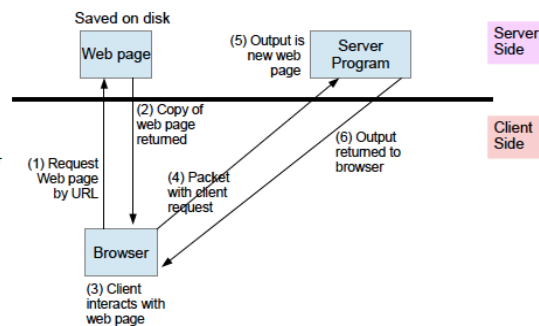 Saved on disk
Web page
(5) Output is
new web
page
Server
Program
Server
Side
(2) Copy of
web page
returned
Client
Side
(1) Request
Web page
by URL
(4) Packet
with client
request
(6) Output
returned to
browser
Browser
(3) Client
interacts with
web page